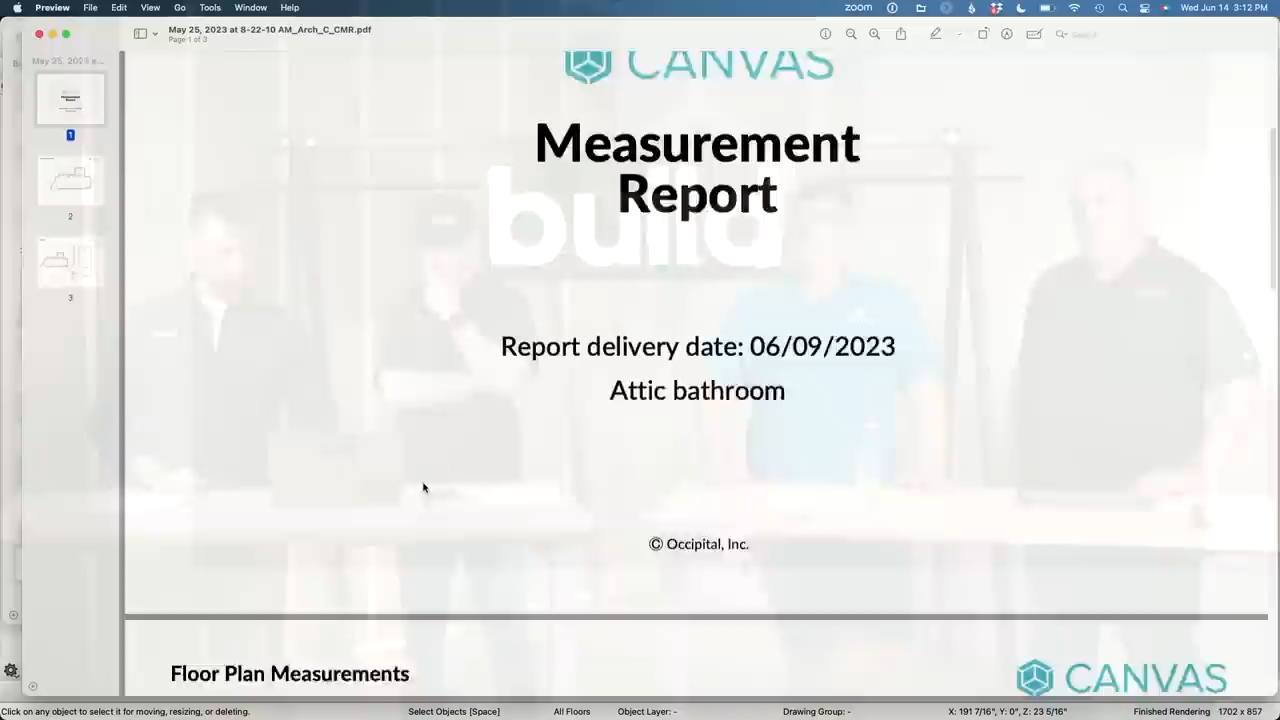 Preview File Edit View Go Tools Window Help
ZOOM
Wed Jun 14 3:12 PM
May 25, 2023 at 8-22-10 AM_Arch_C_CMR.pdf
Page 1 of 3
Search
May 25, 2023 a...
1
2
3
CANVAS
Measurement
Report
build
Report delivery date: 06/09/2023
Attic bathroom
© Occipital, Inc.
Floor Plan Measurements
CANVAS
Click on any object to select it for moving, resizing, or deleting.
Select Objects [Space]
All Floors
Object Layer: -
Drawing Group: -
X: 191 7/16", Y: 0", Z: 23 5/16"
Finished Rendering
1702 x 857